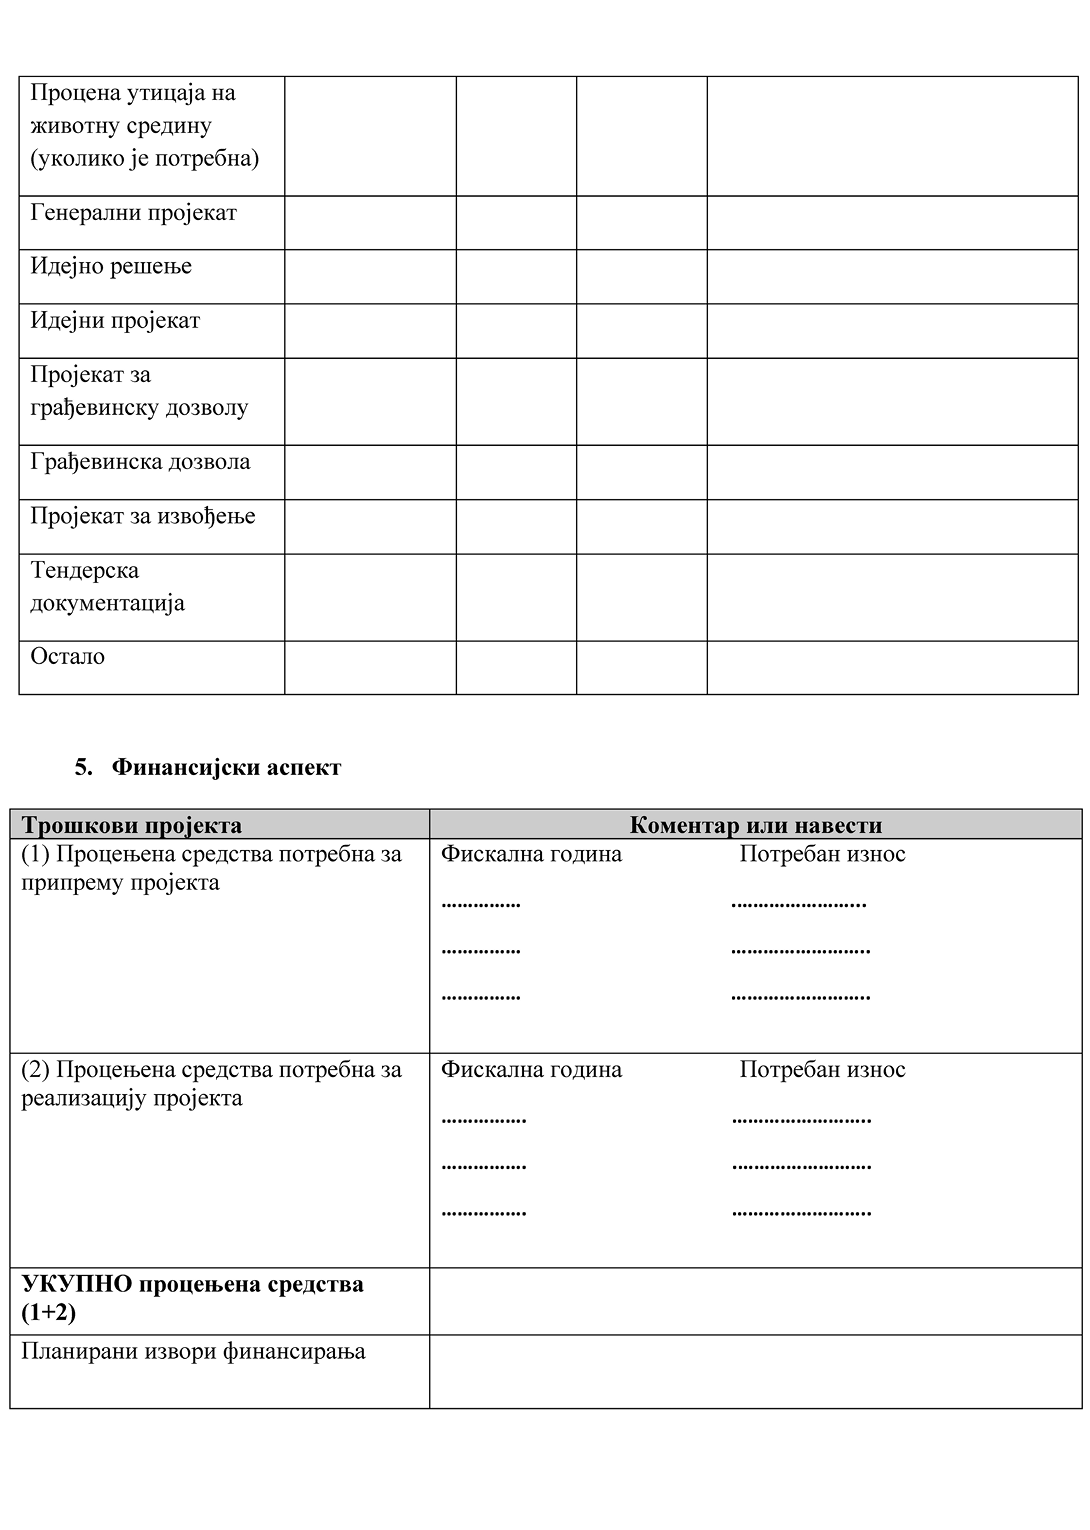 Процена утицаја на
животну средину
(уколико је потребна)
Генерални пројекат
Идејно решење
Идејни пројекат
Пројекат за
грађевинску дозволу
Грађевинска дозвола
Пројекат за извођење
Тендерска
документација
Остало
5. Финансијски аспект
Трошкови пројекта Коментар или навести
(1) Процењена средства потребна за
припрему пројекта
Фискална година Потребан износ
…………… ……………………..
…………… ……………………..
…………… ……………………..
(2) Процењена средства потребна за
реализацију пројекта
Фискална година Потребан износ
……………. ……………………..
……………. ……………………..
……………. ……………………..
УКУПНО процењена средства
(1+2)
Планирани извори финансирања